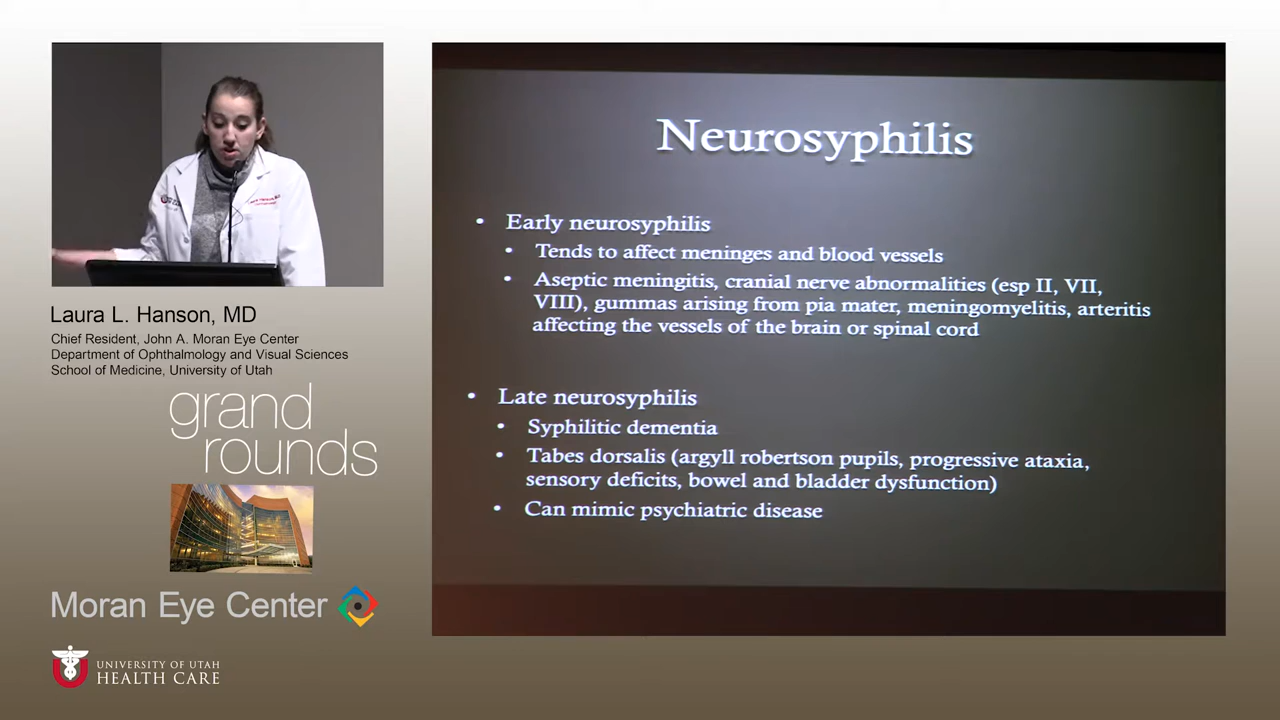 Neurosyphilis
• Early neurosyphilis
• Tends to affect meninges and blood vessels
• Aseptic meningitis, cranial nerve abnormalities (esp II, VII,
VIII), gummas arising from pia mater, meningomyelitis, arteritis
affecting the vessels of the brain or spinal cord
• Late neurosyphilis
• Syphilitic dementia
• Tabes dorsalis (argyll robertson pupils, progressive ataxia,
sensory deficits, bowel and bladder dysfunction)
• Can mimic psychiatric disease
Laura L. Hanson, MD
Chief Resident, John A. Moran Eye Center
Department of Ophthalmology and Visual Sciences
School of Medicine, University of Utah
grand
rounds
Moran Eye Center
UNIVERSITY OF UTAH
HEALTH CARE